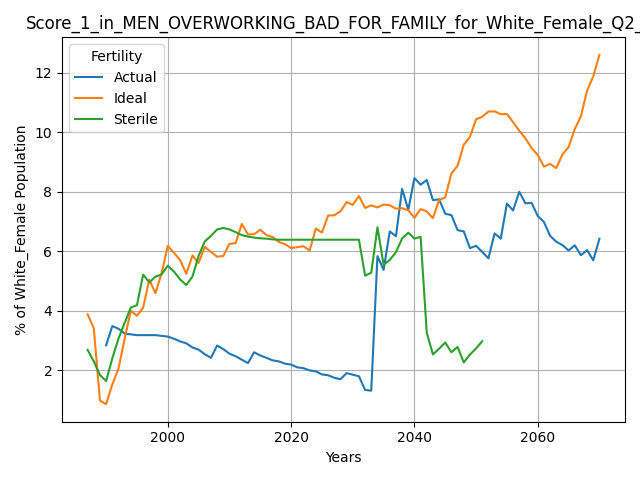 Score_1_in_MEN_OVERWORKING_BAD_FOR_FAMILY_for_White_Female_Q2_
Fertility
Actual
Ideal
Sterile
12
10
8
6
4
2
% of White_Female Population
2000
2020
2040
2060
Years